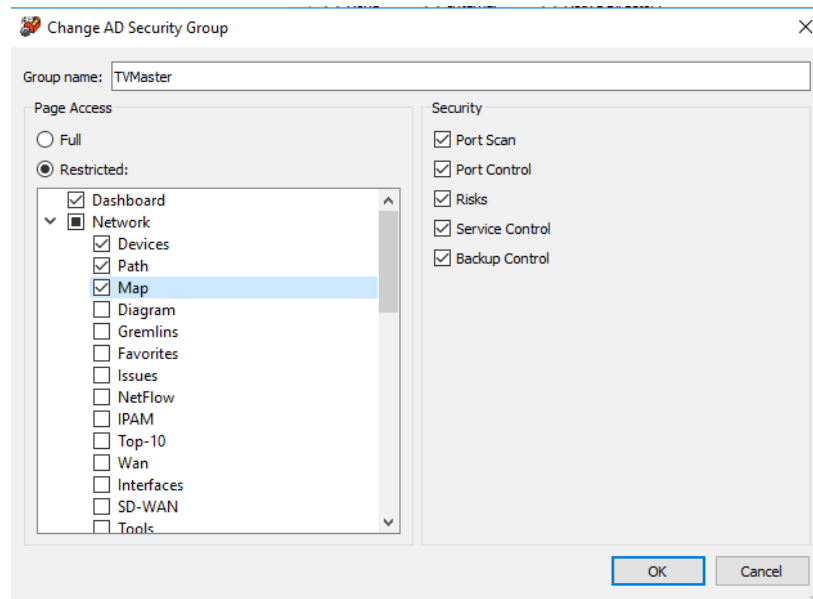 Change AD Security Group
Group name: TVMaster
Page Access
Full
Restricted:
Dashboard
Network
Devices
Path
Map
Diagram
Gremlins
Favorites
Issues
NetFlow
IPAM
Top-10
Wan
Interfaces
SD-WAN
Tools
Security
Port Scan
Port Control
Risks
Service Control
Backup Control
OK
Cancel